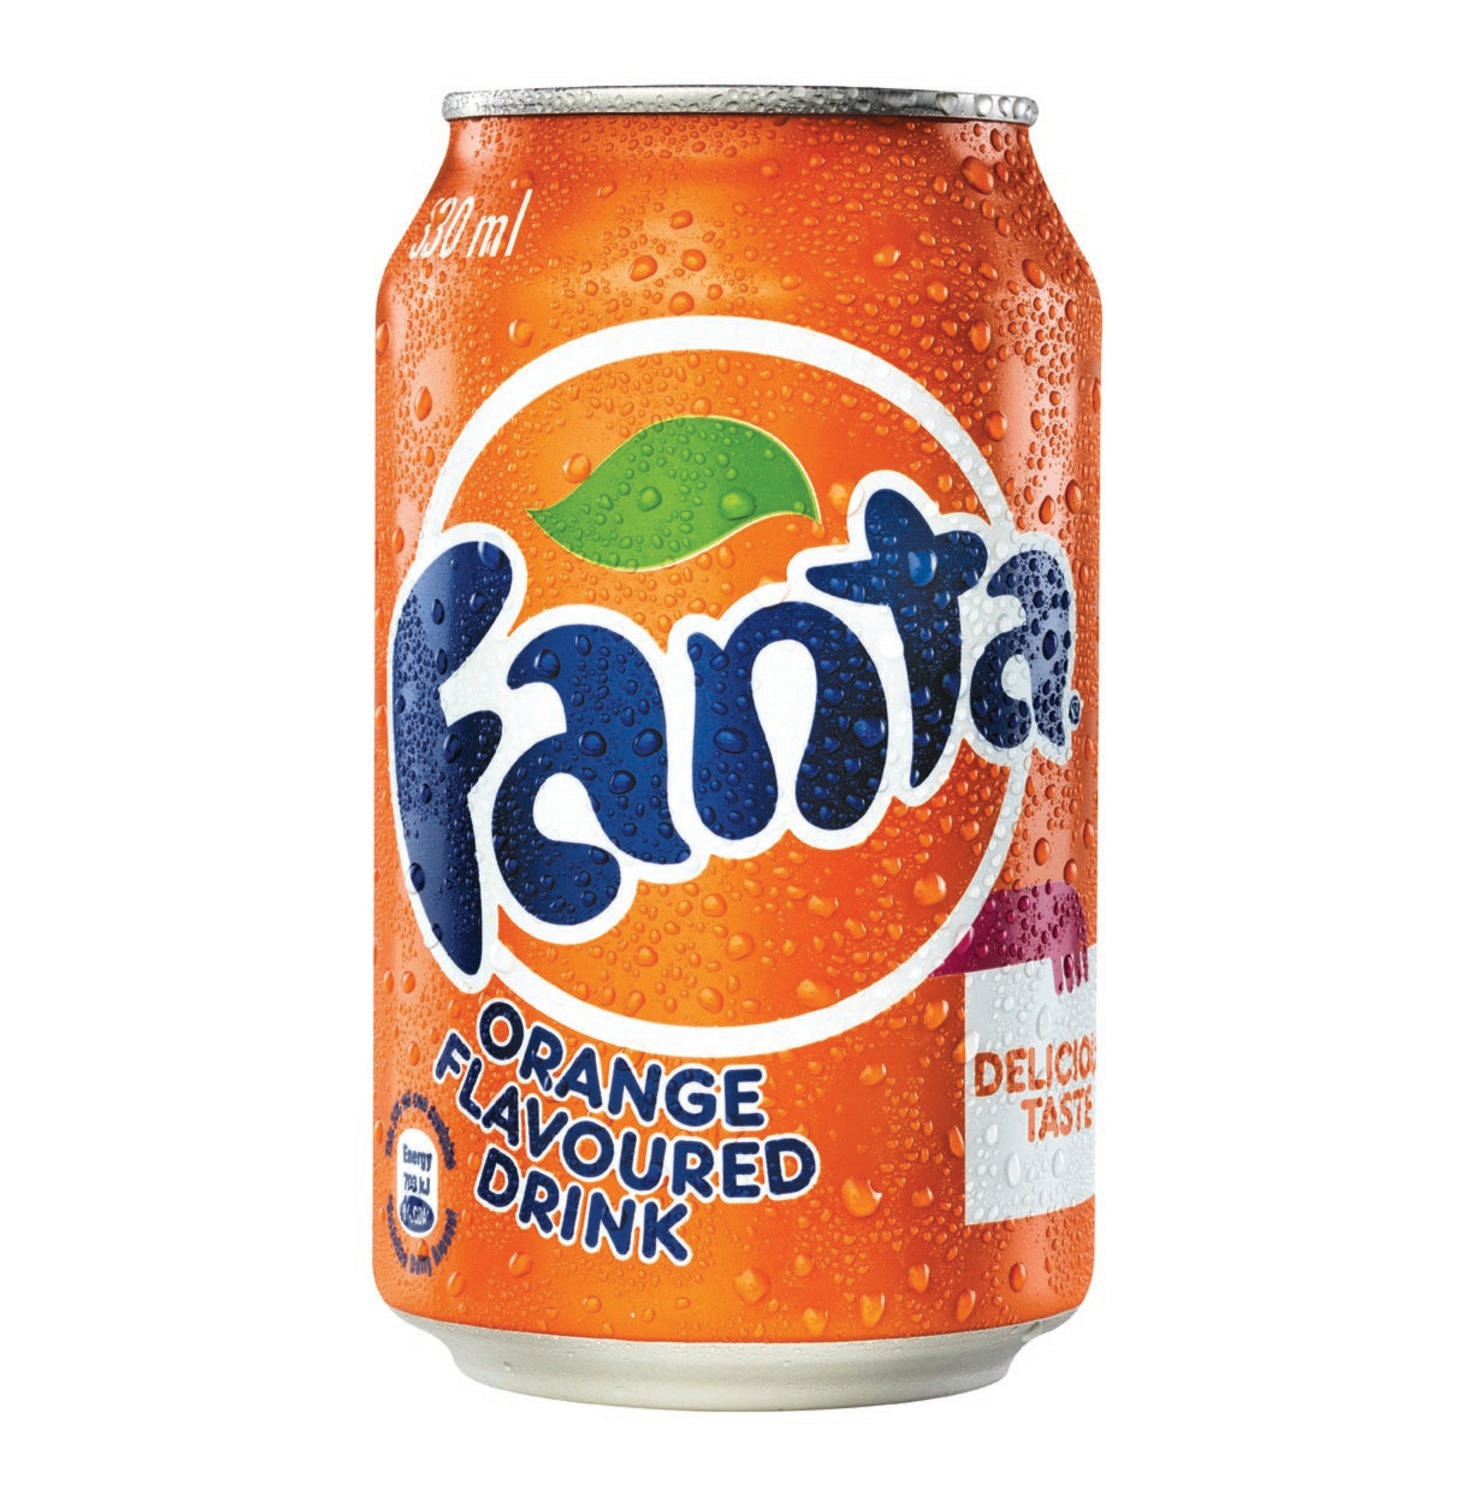 330 ml
fanta
ORANGE
FLAVOURED
DRINK
Energy
DELICIO
TASTE